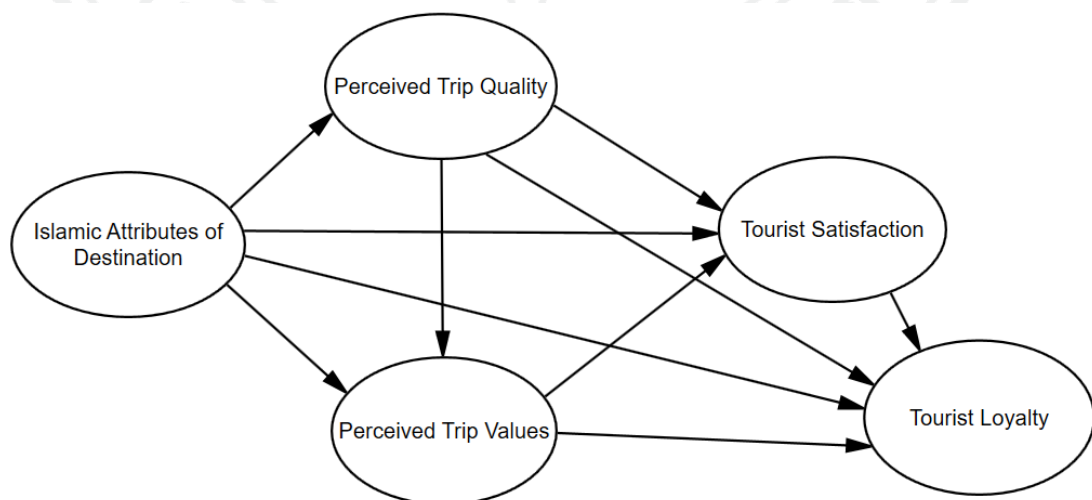 Perceived Trip Quality
Islamic Attributes of
Destination
Tourist Satisfaction
Perceived Trip Values
Tourist Loyalty